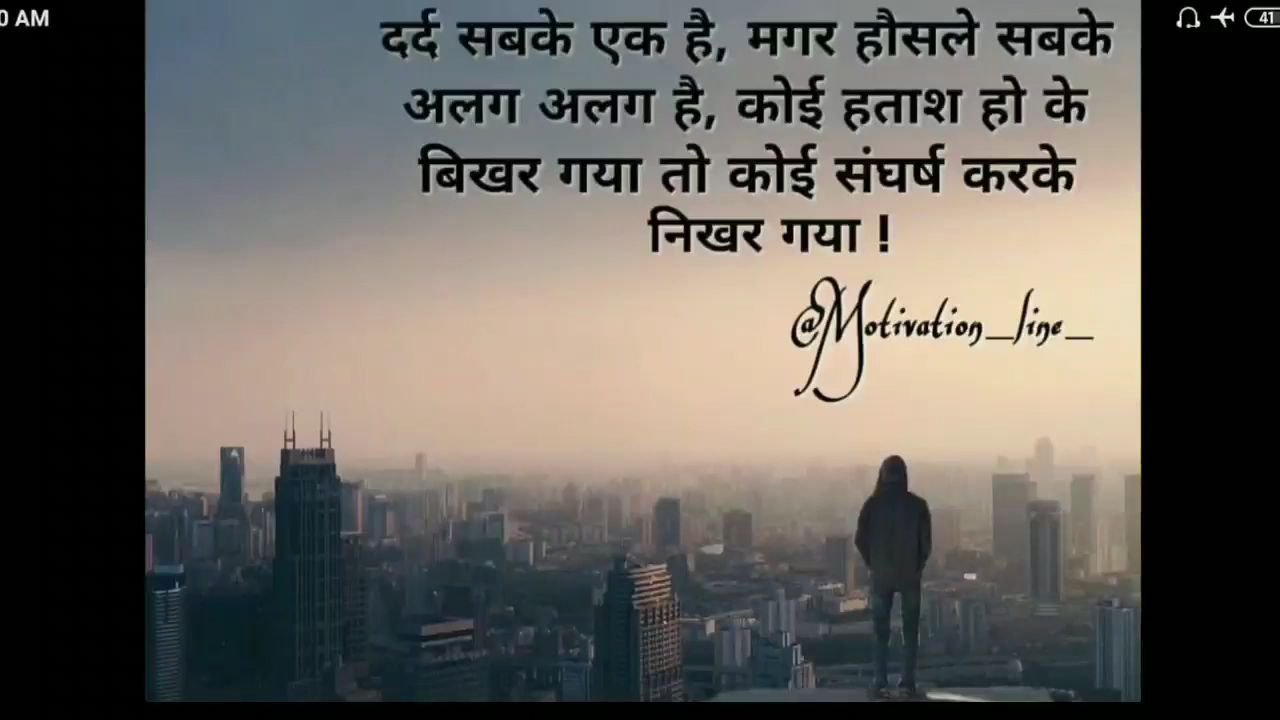 0 AM
41
दर्द सबके एक है, मगर हौसले सबके
अलग अलग है, कोई हताश हो के
बिखर गया तो कोई संघर्ष करके
निखर गया !
@Motivation_line_